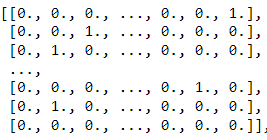 [[0., 0., 0., ..., 0., 0., 1.],
[0., 0., 1., ..., 0., 0., 0.],
[0., 1., 0., ..., 0., 0., 0.],
...,
[0., 0., 0., ..., 0., 1., 0.],
[0., 1., 0., ..., 0., 0., 0.],
[0., 0., 0., ..., 0., 0., 0.]],